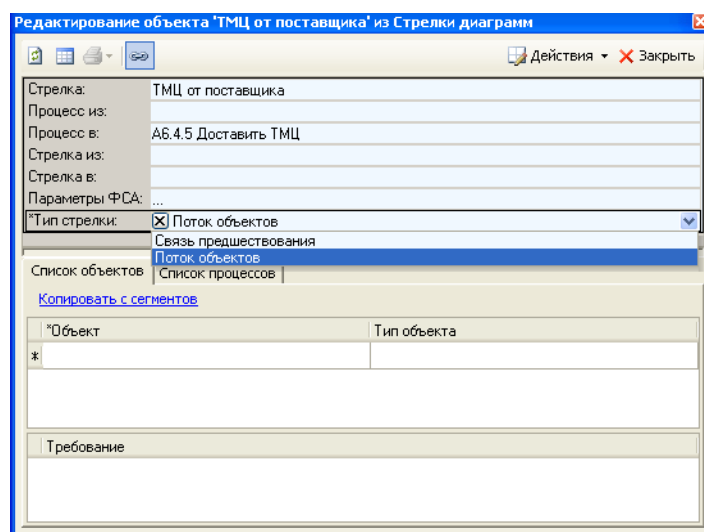 Редактирование объекта 'ТМЦ от поставщика' из Стрелки диаграмм
Действия Закрыть
Стрелка: ТМЦ от поставщика
Процесс из:
Процесс в: А6.4.5 Доставить ТМЦ
Стрелка из:
Стрелка в:
Параметры ФСА: ...
*Тип стрелки: Поток объектов
Связь предшествования
Поток объектов
Список объектов Список процессов
Копировать с сегментов
*Объект Тип объекта
*
Требование